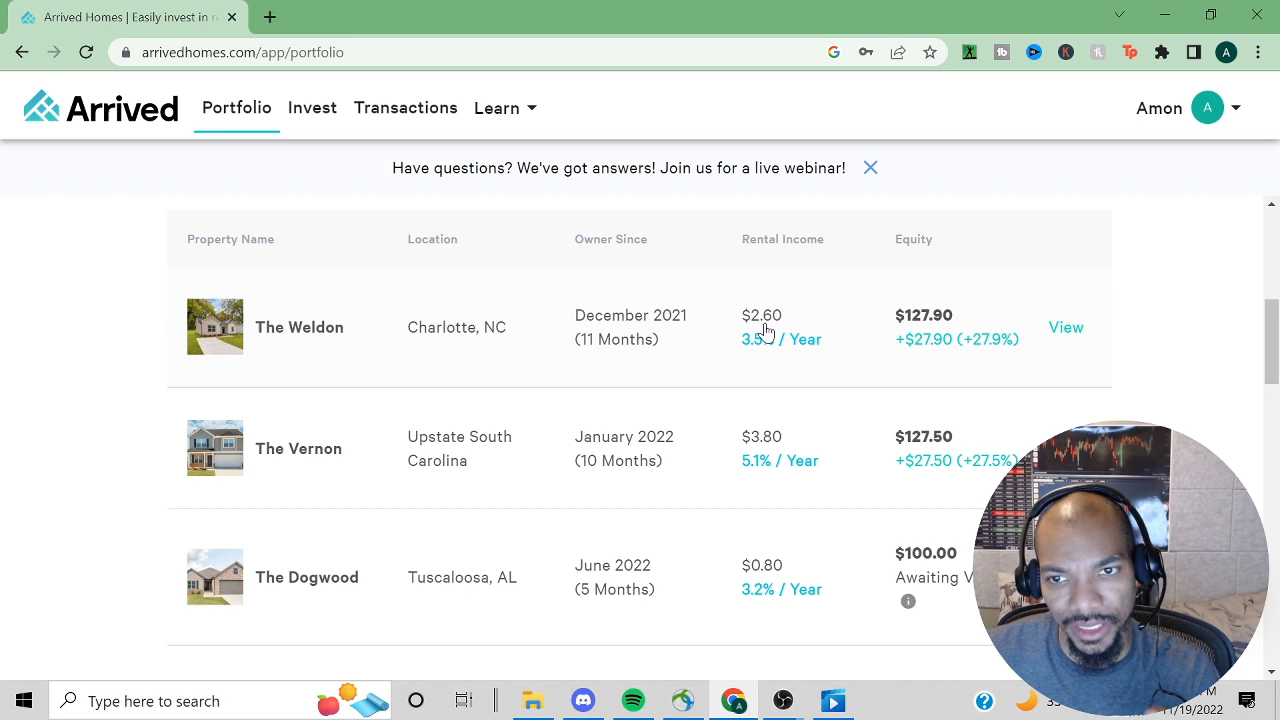 Arrived | Easily invest in rental
arrivedhomes.com/app/portfolio
Arrived
Portfolio
Invest
Transactions
Learn
Amon
A
Have questions? We've got answers! Join us for a live webinar!
Property Name
Location
Owner Since
Rental Income
Equity
The Weldon
Charlotte, NC
December 2021
(11 Months)
$2.60
/ Year
$127.90
+$27.90 (+27.9%)
View
The Vernon
Upstate South
Carolina
January 2022
(10 Months)
$3.80
5.1% / Year
$127.50
+$27.50 (+27.5%)
The Dogwood
Tuscaloosa, AL
June 2022
(5 Months)
$0.80
3.2% / Year
$100.00
Awaiting
Type here to search